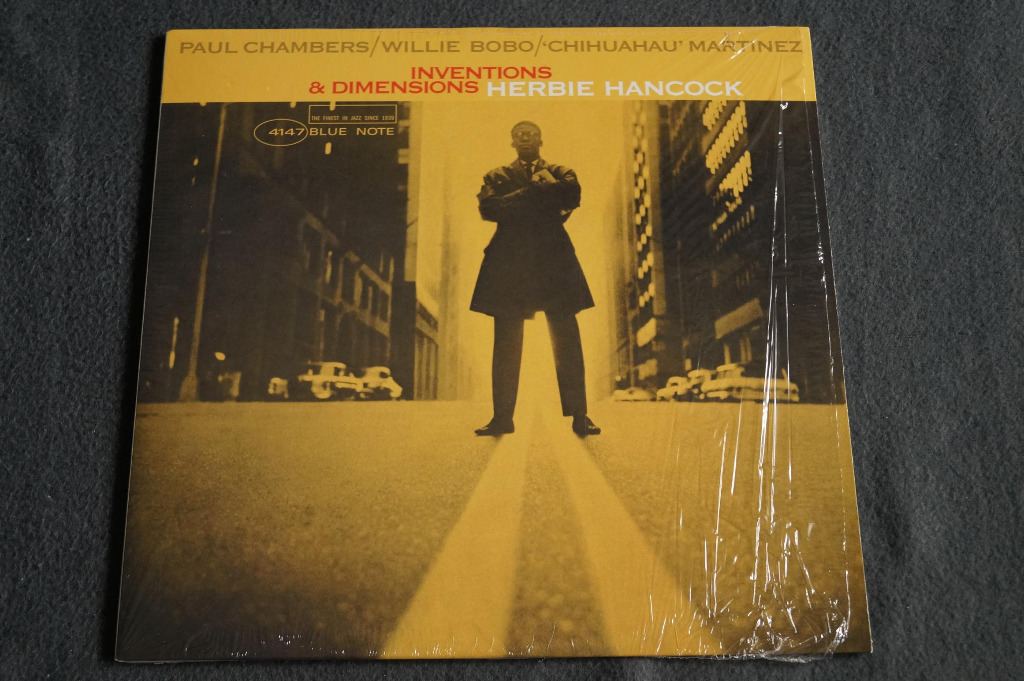 PAUL CHAMBERS/WILLIE BOBO/‘CHIHUAHAU’ MARTINEZ
INVENTIONS
& DIMENSIONS HERBIE HANCOCK
THE FINEST IN JAZZ SINCE 1939
4147 BLUE NOTE